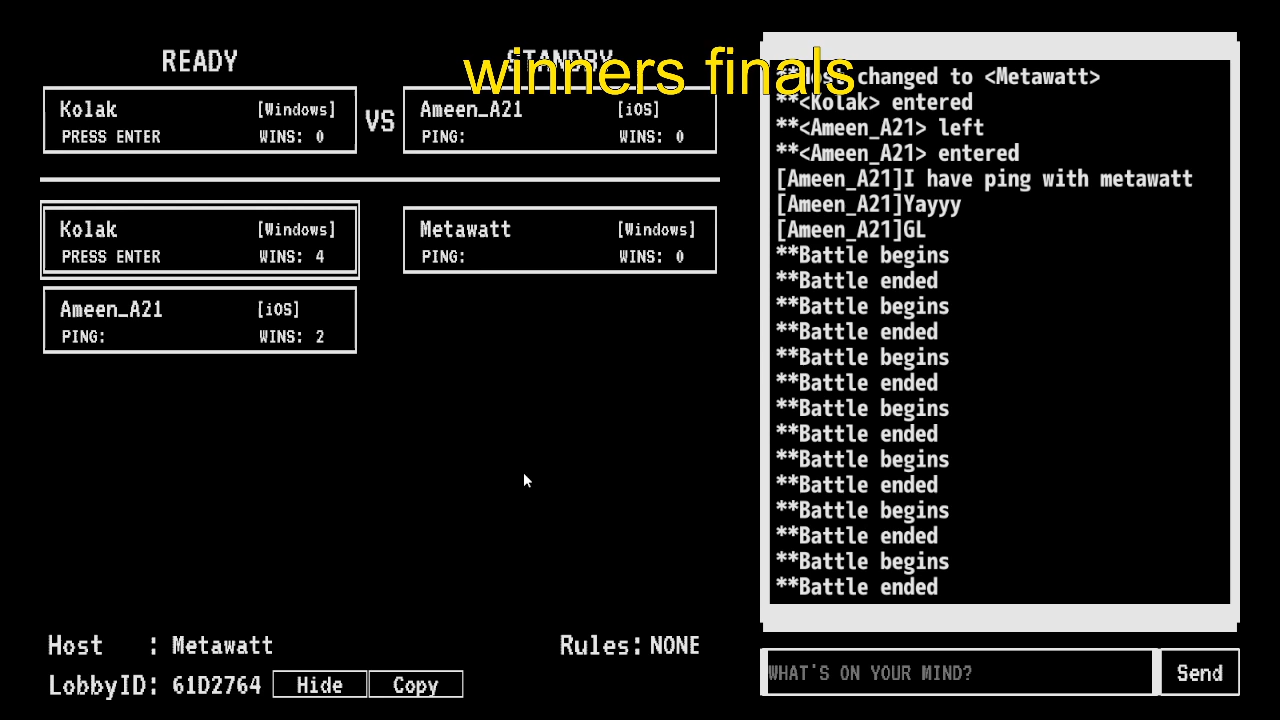 winners finals
READY
STANDBY
Kolak [Windows]
PRESS ENTER WINS: 0
VS
Ameen_A21 [iOS]
PING: WINS: 0
Kolak [Windows]
PRESS ENTER WINS: 4
Metawatt [Windows]
PING: WINS: 0
Ameen_A21 [iOS]
PING: WINS: 2
Host : Metawatt
Rules: NONE
LobbyID: 61D2764 Hide Copy
**Host changed to <Metawatt>
**<Kolak> entered
**<Ameen_A21> left
**<Ameen_A21> entered
[Ameen_A21]I have ping with metawatt
[Ameen_A21]Yayyy
[Ameen_A21]GL
**Battle begins
**Battle ended
**Battle begins
**Battle ended
**Battle begins
**Battle ended
**Battle begins
**Battle ended
**Battle begins
**Battle ended
**Battle begins
**Battle ended
**Battle begins
**Battle ended
WHAT'S ON YOUR MIND?
Send